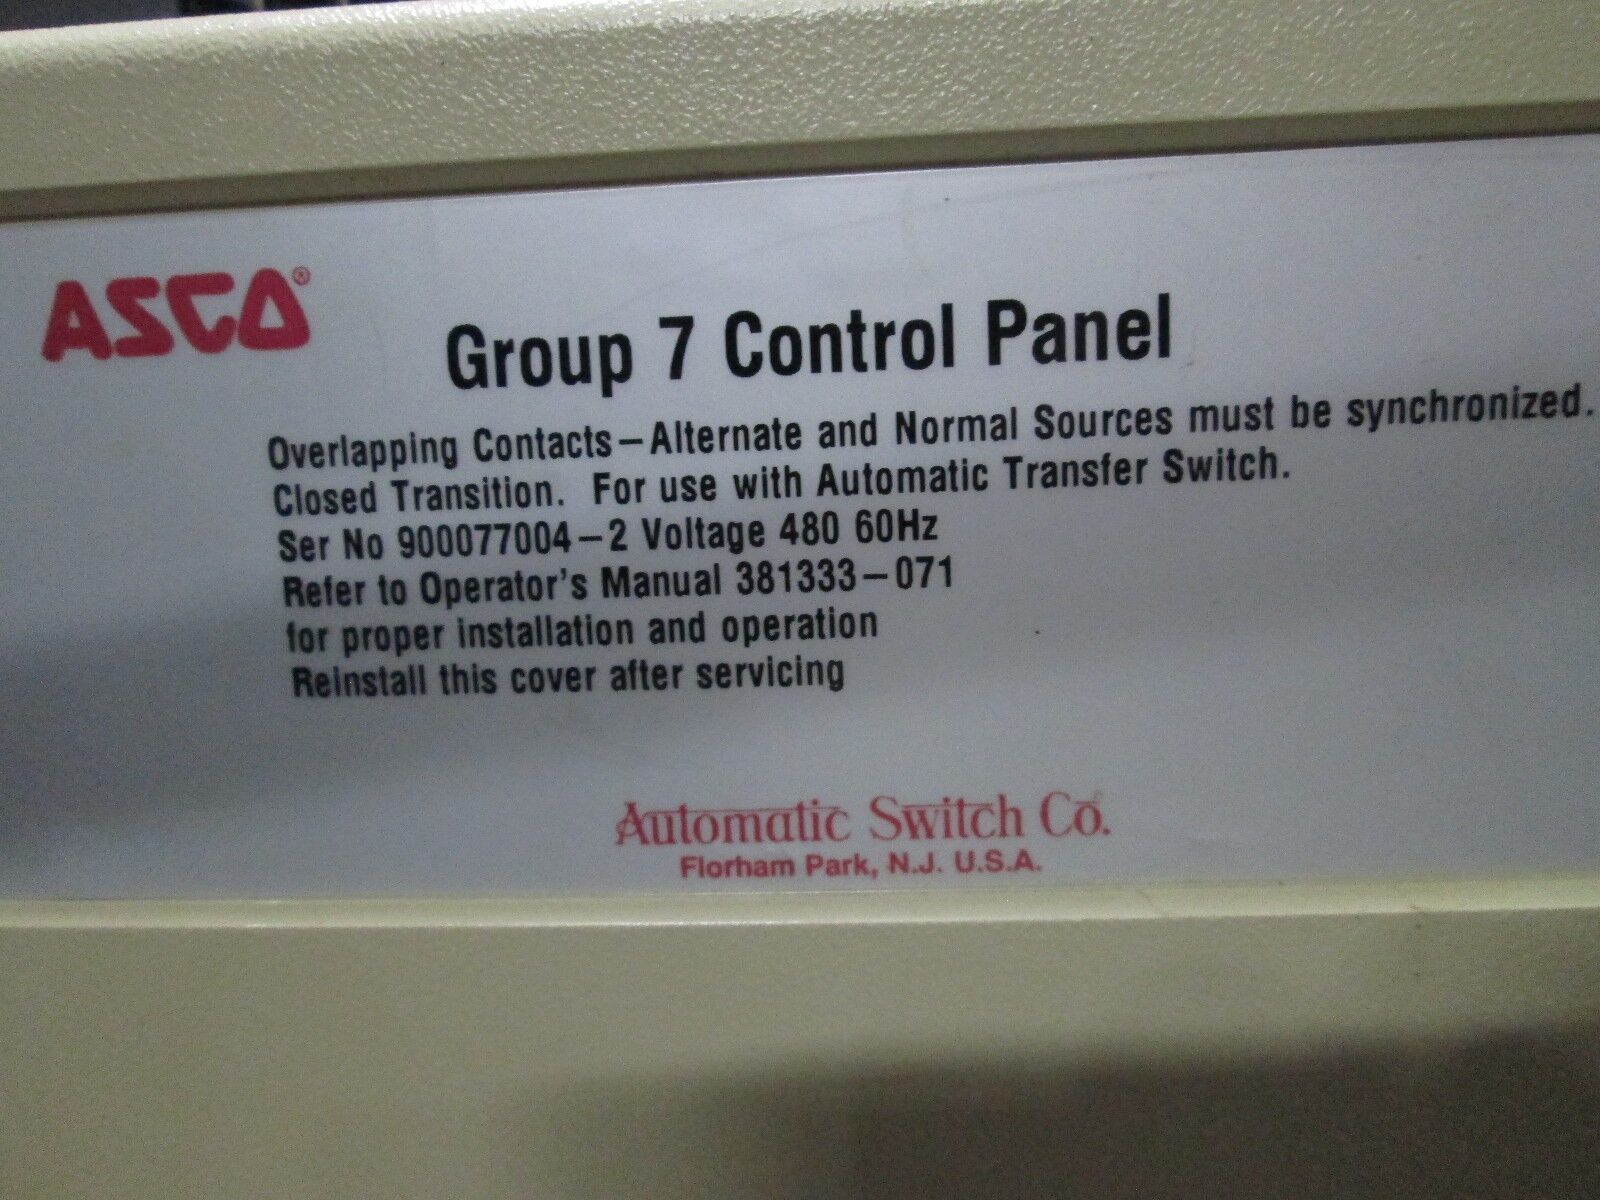 ASCO®
Group 7 Control Panel
Overlapping Contacts–Alternate and Normal Sources must be synchronized.
Closed Transition. For use with Automatic Transfer Switch.
Ser No 900077004–2 Voltage 480 60Hz
Refer to Operator's Manual 381333–071
for proper installation and operation
Reinstall this cover after servicing
Automatic Switch Co.
Florham Park, N.J. U.S.A.